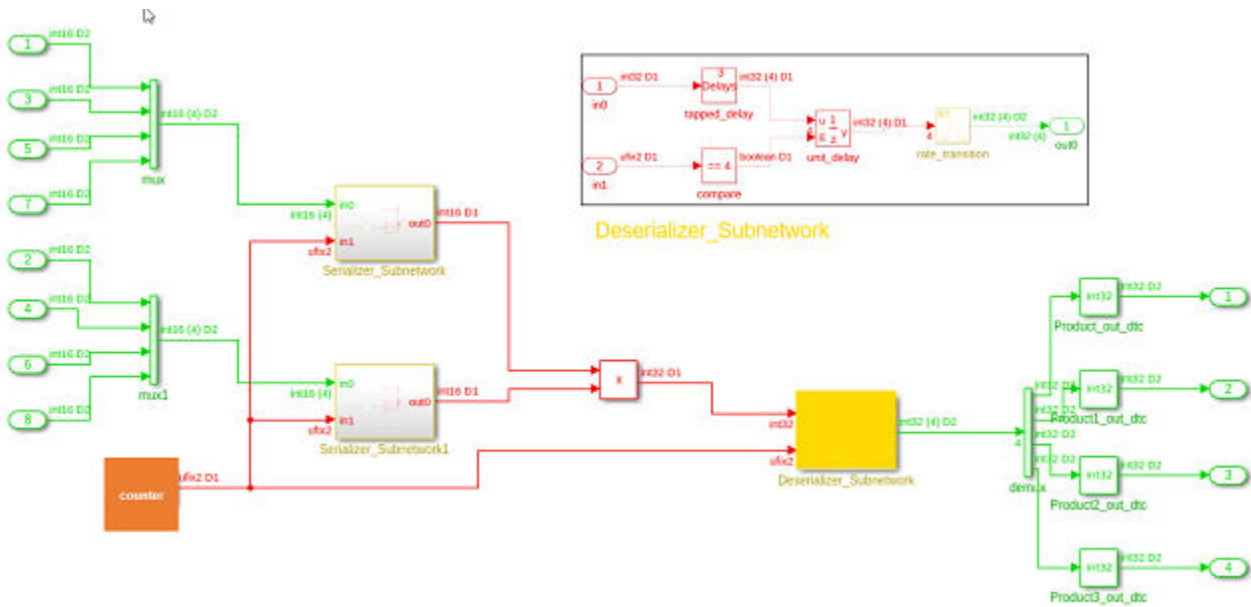 1
int16 D2
3
int16 D2
5
int16 D2
7
int16 D2
int16 (4) D2
mux
2
int16 D2
4
int16 D2
6
int16 D2
8
int16 D2
int16 (4) D2
mux1
in0
int16 (4)
in1
ufix2
out0
int16 D1
Serializer_Subnetwork
in0
int16 (4)
in1
ufix2
out0
int16 D1
Serializer_Subnetwork1
counter
ufix2 D1
x
int32 D1
1
in0
int32 D1
3
Delays
int32 (4) D1
tapped_delay
2
in1
ufix2 D1
== 4
boolean D1
compare
u
E
1
z
y
int32 (4) D1
unit_delay
4
rate_transition
int32 (4) D2
int32 (4)
1
out0
Deserializer_Subnetwork
int32
ufix2
int32 (4) D2
Deserializer_Subnetwork
4
demux
int32 D2
int32 D2
int32 D2
int32 D2
int32
int32 D2
1
Product_out_dtc
int32
int32 D2
2
Product1_out_dtc
int32
int32 D2
3
Product2_out_dtc
int32
int32 D2
4
Product3_out_dtc